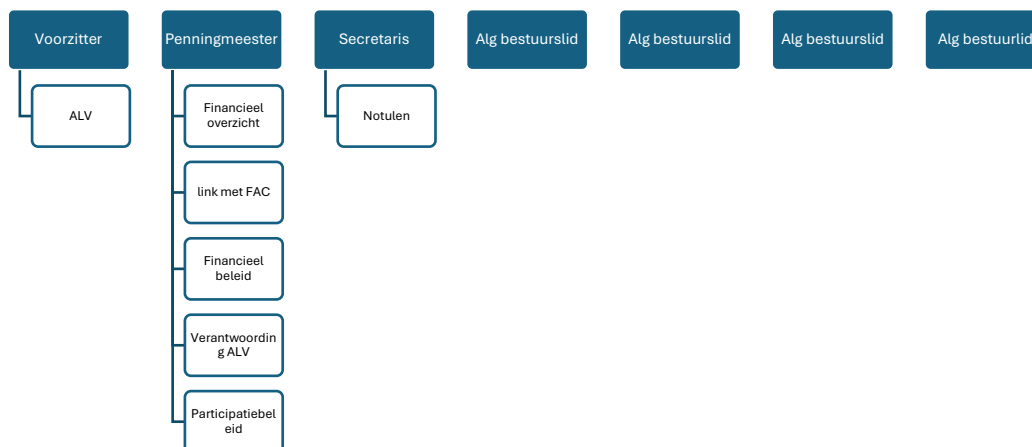 Voorzitter
Penningmeester
Secretaris
Alg bestuurslid
Alg bestuurslid
Alg bestuurslid
Alg bestuurlid
ALV
Financieel
overzicht
link met FAC
Financieel
beleid
Verantwoordin
g ALV
Participatiebel
eid
Notulen